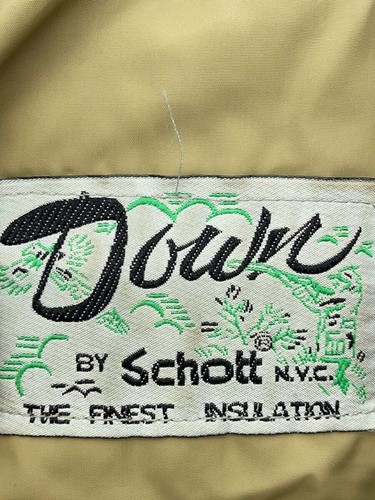 Down
BY Schott ® N.Y.C.
THE FINEST INSULATION